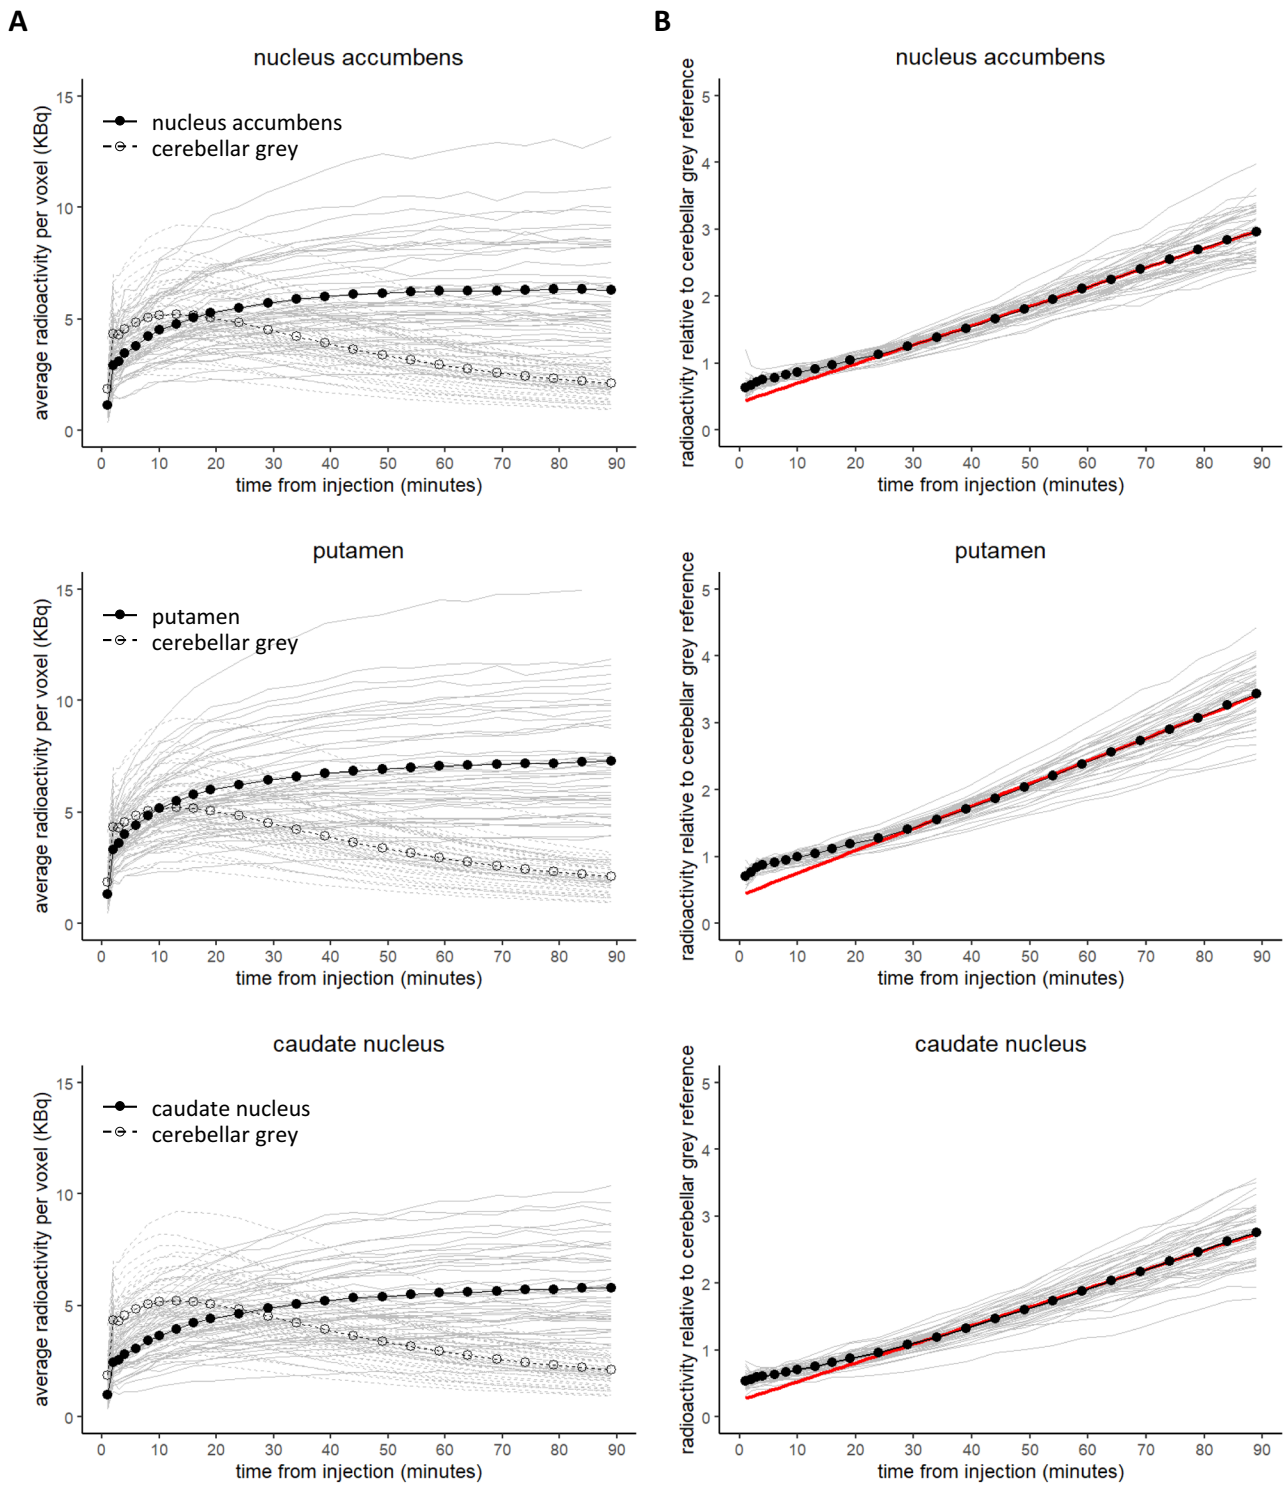 A
B
nucleus accumbens
average radioactivity per voxel (KBq)
15
10
5
0
nucleus accumbens
cerebellar grey
0 10 20 30 40 50 60 70 80 90
time from injection (minutes)
nucleus accumbens
radioactivity relative to cerebellar grey reference
5
4
3
2
1
0
0 10 20 30 40 50 60 70 80 90
time from injection (minutes)
putamen
average radioactivity per voxel (KBq)
15
10
5
0
putamen
cerebellar grey
0 10 20 30 40 50 60 70 80 90
time from injection (minutes)
putamen
radioactivity relative to cerebellar grey reference
5
4
3
2
1
0
0 10 20 30 40 50 60 70 80 90
time from injection (minutes)
caudate nucleus
average radioactivity per voxel (KBq)
15
10
5
0
caudate nucleus
cerebellar grey
0 10 20 30 40 50 60 70 80 90
time from injection (minutes)
caudate nucleus
radioactivity relative to cerebellar grey reference
5
4
3
2
1
0
0 10 20 30 40 50 60 70 80 90
time from injection (minutes)